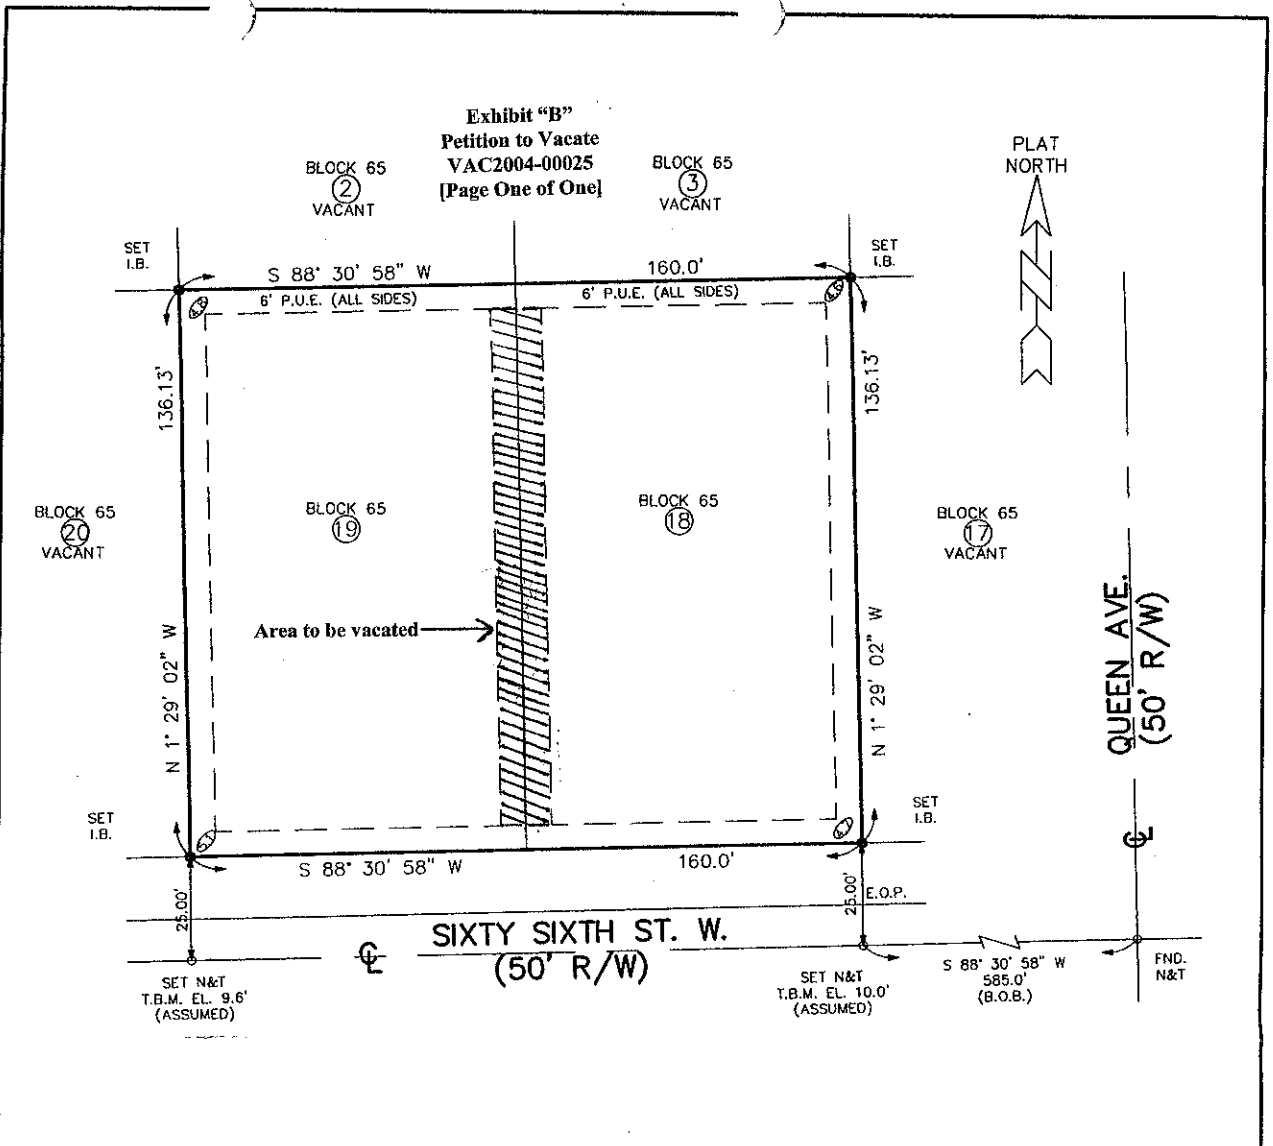 Exhibit “B”
Petition to Vacate
VAC2004-00025
[Page One of One]
BLOCK 65
2
VACANT
BLOCK 65
3
VACANT
PLAT
NORTH
SET
I.B.
S 88° 30' 58" W
160.0'
SET
I.B.
6' P.U.E. (ALL SIDES)
6' P.U.E. (ALL SIDES)
136.13'
136.13'
BLOCK 65
20
VACANT
BLOCK 65
19
BLOCK 65
18
BLOCK 65
17
VACANT
Area to be vacated
N 1° 29' 02" W
N 1° 29' 02" W
QUEEN AVE.
(50' R/W)
SET
I.B.
SET
I.B.
S 88° 30' 58" W
160.0'
25.00'
25.00'
E.O.P.
SIXTY SIXTH ST. W.
(50' R/W)
SET N&T
T.B.M. EL. 9.6'
(ASSUMED)
SET N&T
T.B.M. EL. 10.0'
(ASSUMED)
S 88° 30' 58" W
585.0'
(B.O.B.)
FND.
N&T